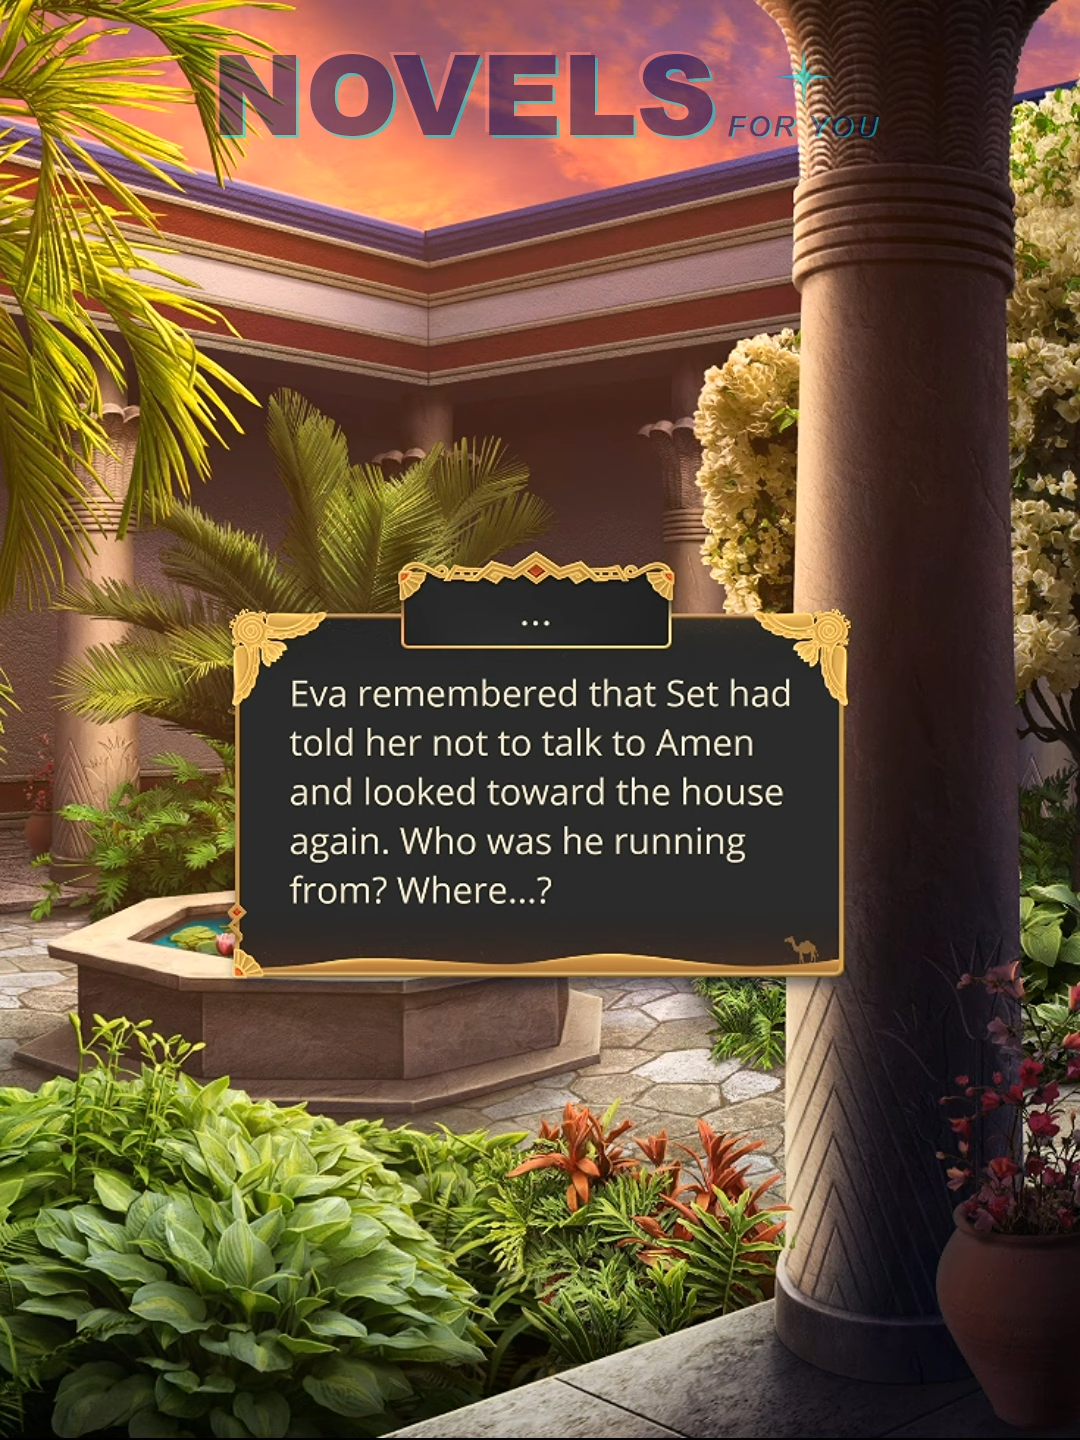 NOVELS FOR YOU
...
Eva remembered that Set had
told her not to talk to Amen
and looked toward the house
again. Who was he running
from? Where...?